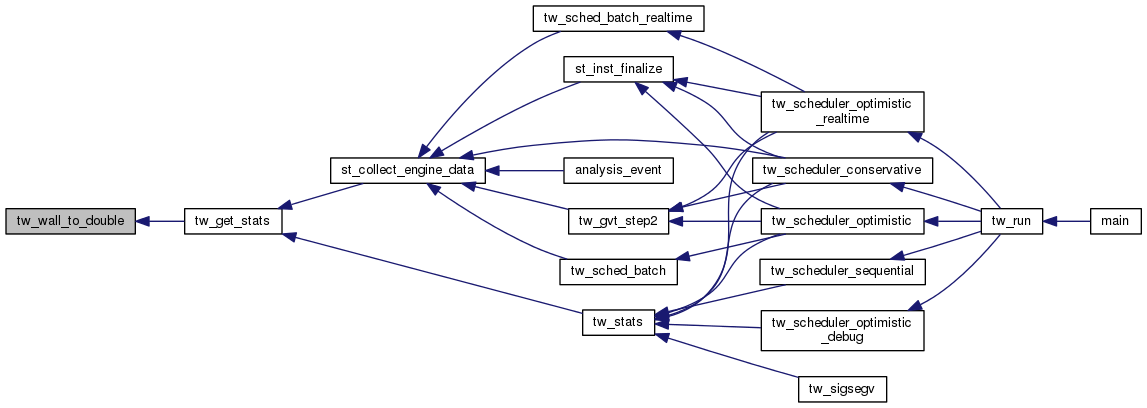 tw_sched_batch_realtime
st_inst_finalize
tw_scheduler_optimistic
_realtime
st_collect_engine_data
analysis_event
tw_scheduler_conservative
tw_wall_to_double
tw_get_stats
tw_gvt_step2
tw_scheduler_optimistic
tw_run
main
tw_sched_batch
tw_scheduler_sequential
tw_stats
tw_scheduler_optimistic
_debug
tw_sigsegv